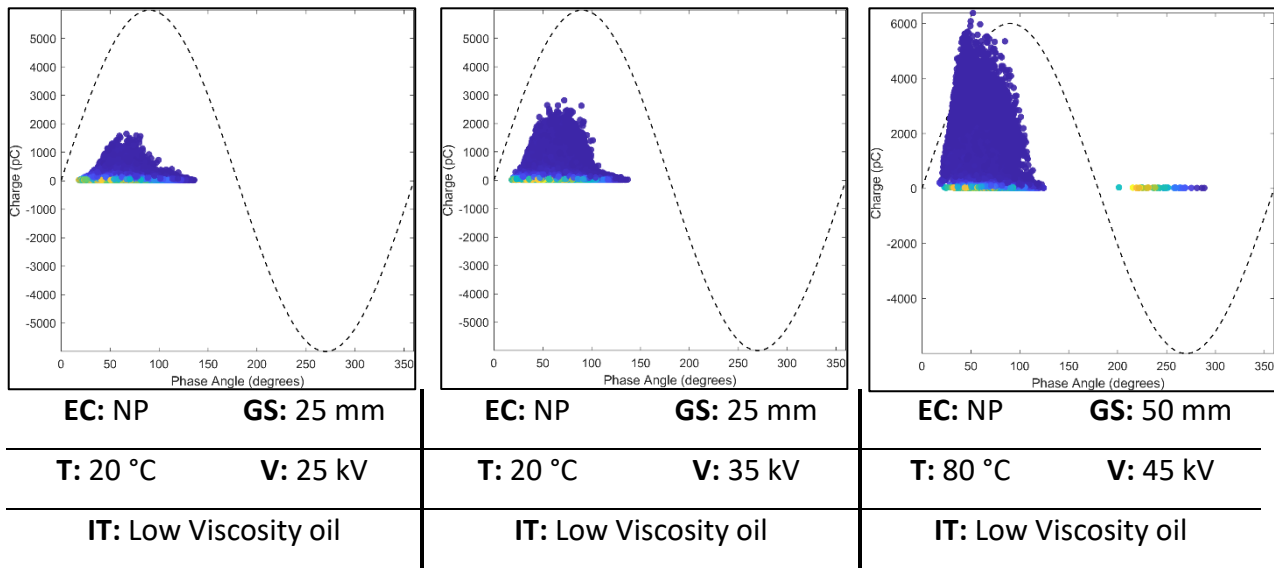 5000
4000
3000
2000
1000
0
-1000
-2000
-3000
-4000
-5000
Charge (pC)
0 50 100 150 200 250 300 350
Phase Angle (degrees)
5000
4000
3000
2000
1000
0
-1000
-2000
-3000
-4000
-5000
Charge (pC)
0 50 100 150 200 250 300 350
Phase Angle (degrees)
6000
4000
2000
0
-2000
-4000
Charge (pC)
0 50 100 150 200 250 300 350
Phase Angle (degrees)
EC: NP GS: 25 mm
EC: NP GS: 25 mm
EC: NP GS: 50 mm
T: 20 °C V: 25 kV
T: 20 °C V: 35 kV
T: 80 °C V: 45 kV
IT: Low Viscosity oil
IT: Low Viscosity oil
IT: Low Viscosity oil